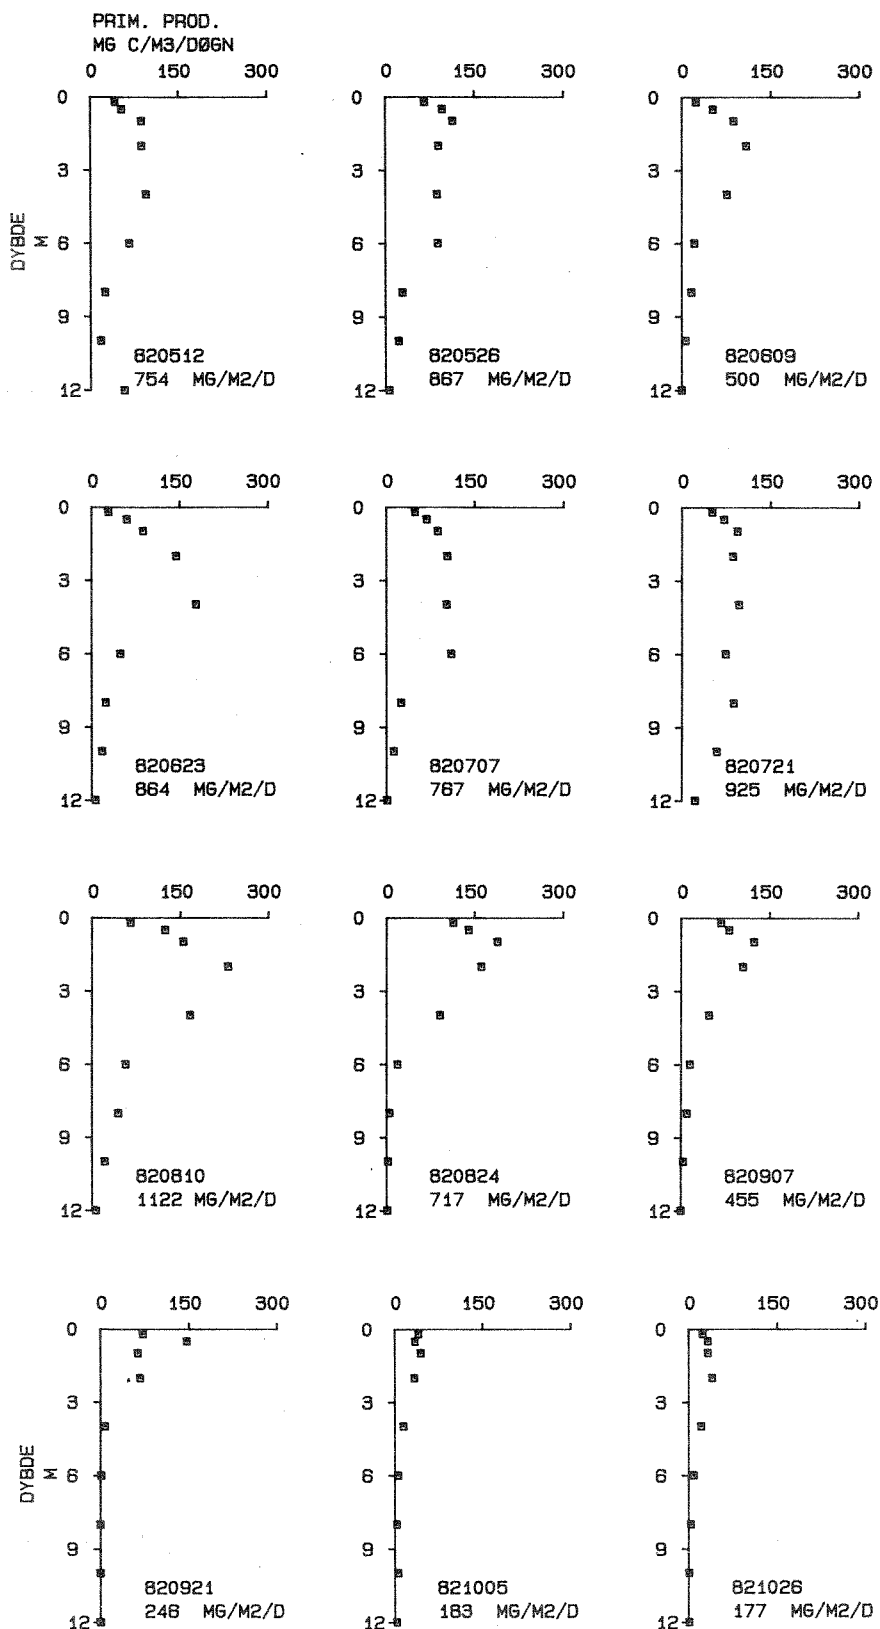 PRIM. PROD.
MG C/M3/DØGN
0 150 300
0 150 300
0 150 300
0
3
6
9
12
DYBDE
M
820512
754 MG/M2/D
0
3
6
9
12
820526
867 MG/M2/D
0
3
6
9
12
820609
500 MG/M2/D
0 150 300
0 150 300
0 150 300
0
3
6
9
12
820623
864 MG/M2/D
0
3
6
9
12
820707
767 MG/M2/D
0
3
6
9
12
820721
925 MG/M2/D
0 150 300
0 150 300
0 150 300
0
3
6
9
12
820810
1122 MG/M2/D
0
3
6
9
12
820824
717 MG/M2/D
0
3
6
9
12
820907
455 MG/M2/D
0 150 300
0 150 300
0 150 300
0
3
6
9
12
DYBDE
M
820921
246 MG/M2/D
0
3
6
9
12
821005
183 MG/M2/D
0
3
6
9
12
821026
177 MG/M2/D